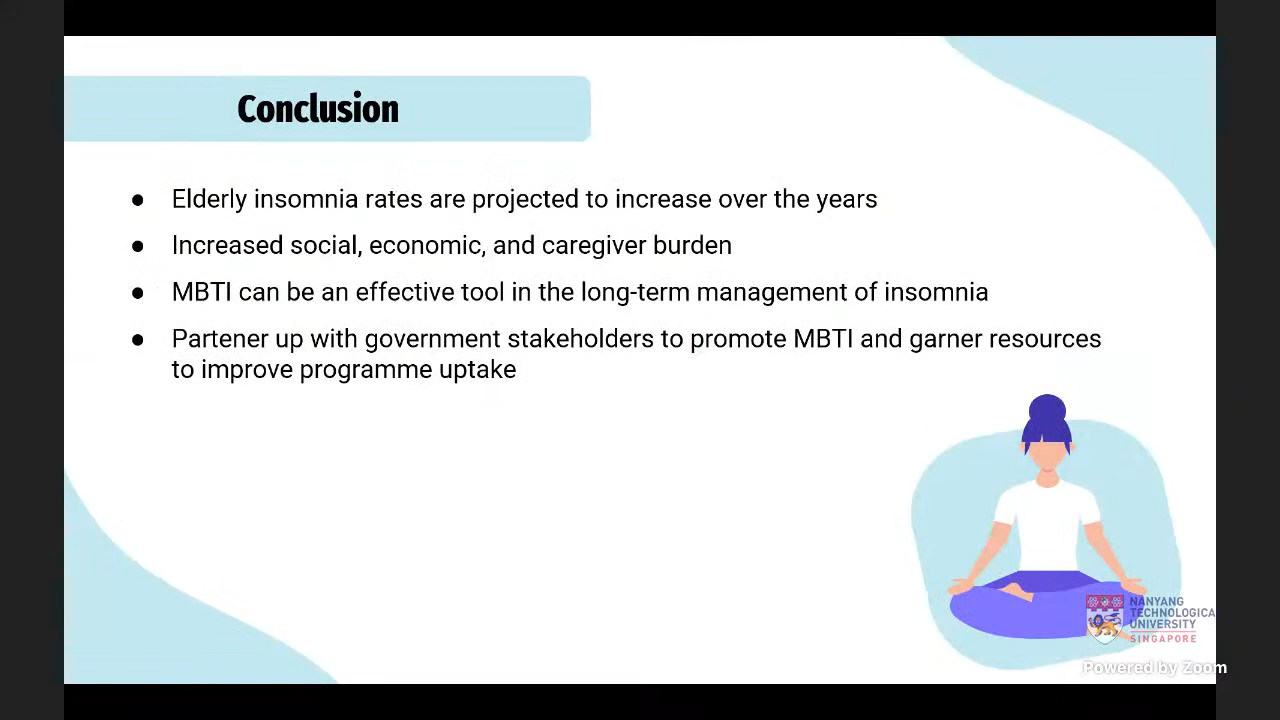 Conclusion
● Elderly insomnia rates are projected to increase over the years
● Increased social, economic, and caregiver burden
● MBTI can be an effective tool in the long-term management of insomnia
● Partener up with government stakeholders to promote MBTI and garner resources
to improve programme uptake
NANYANG
TECHNOLOGICA
UNIVERSITY
SINGAPORE
Powered by Zoom